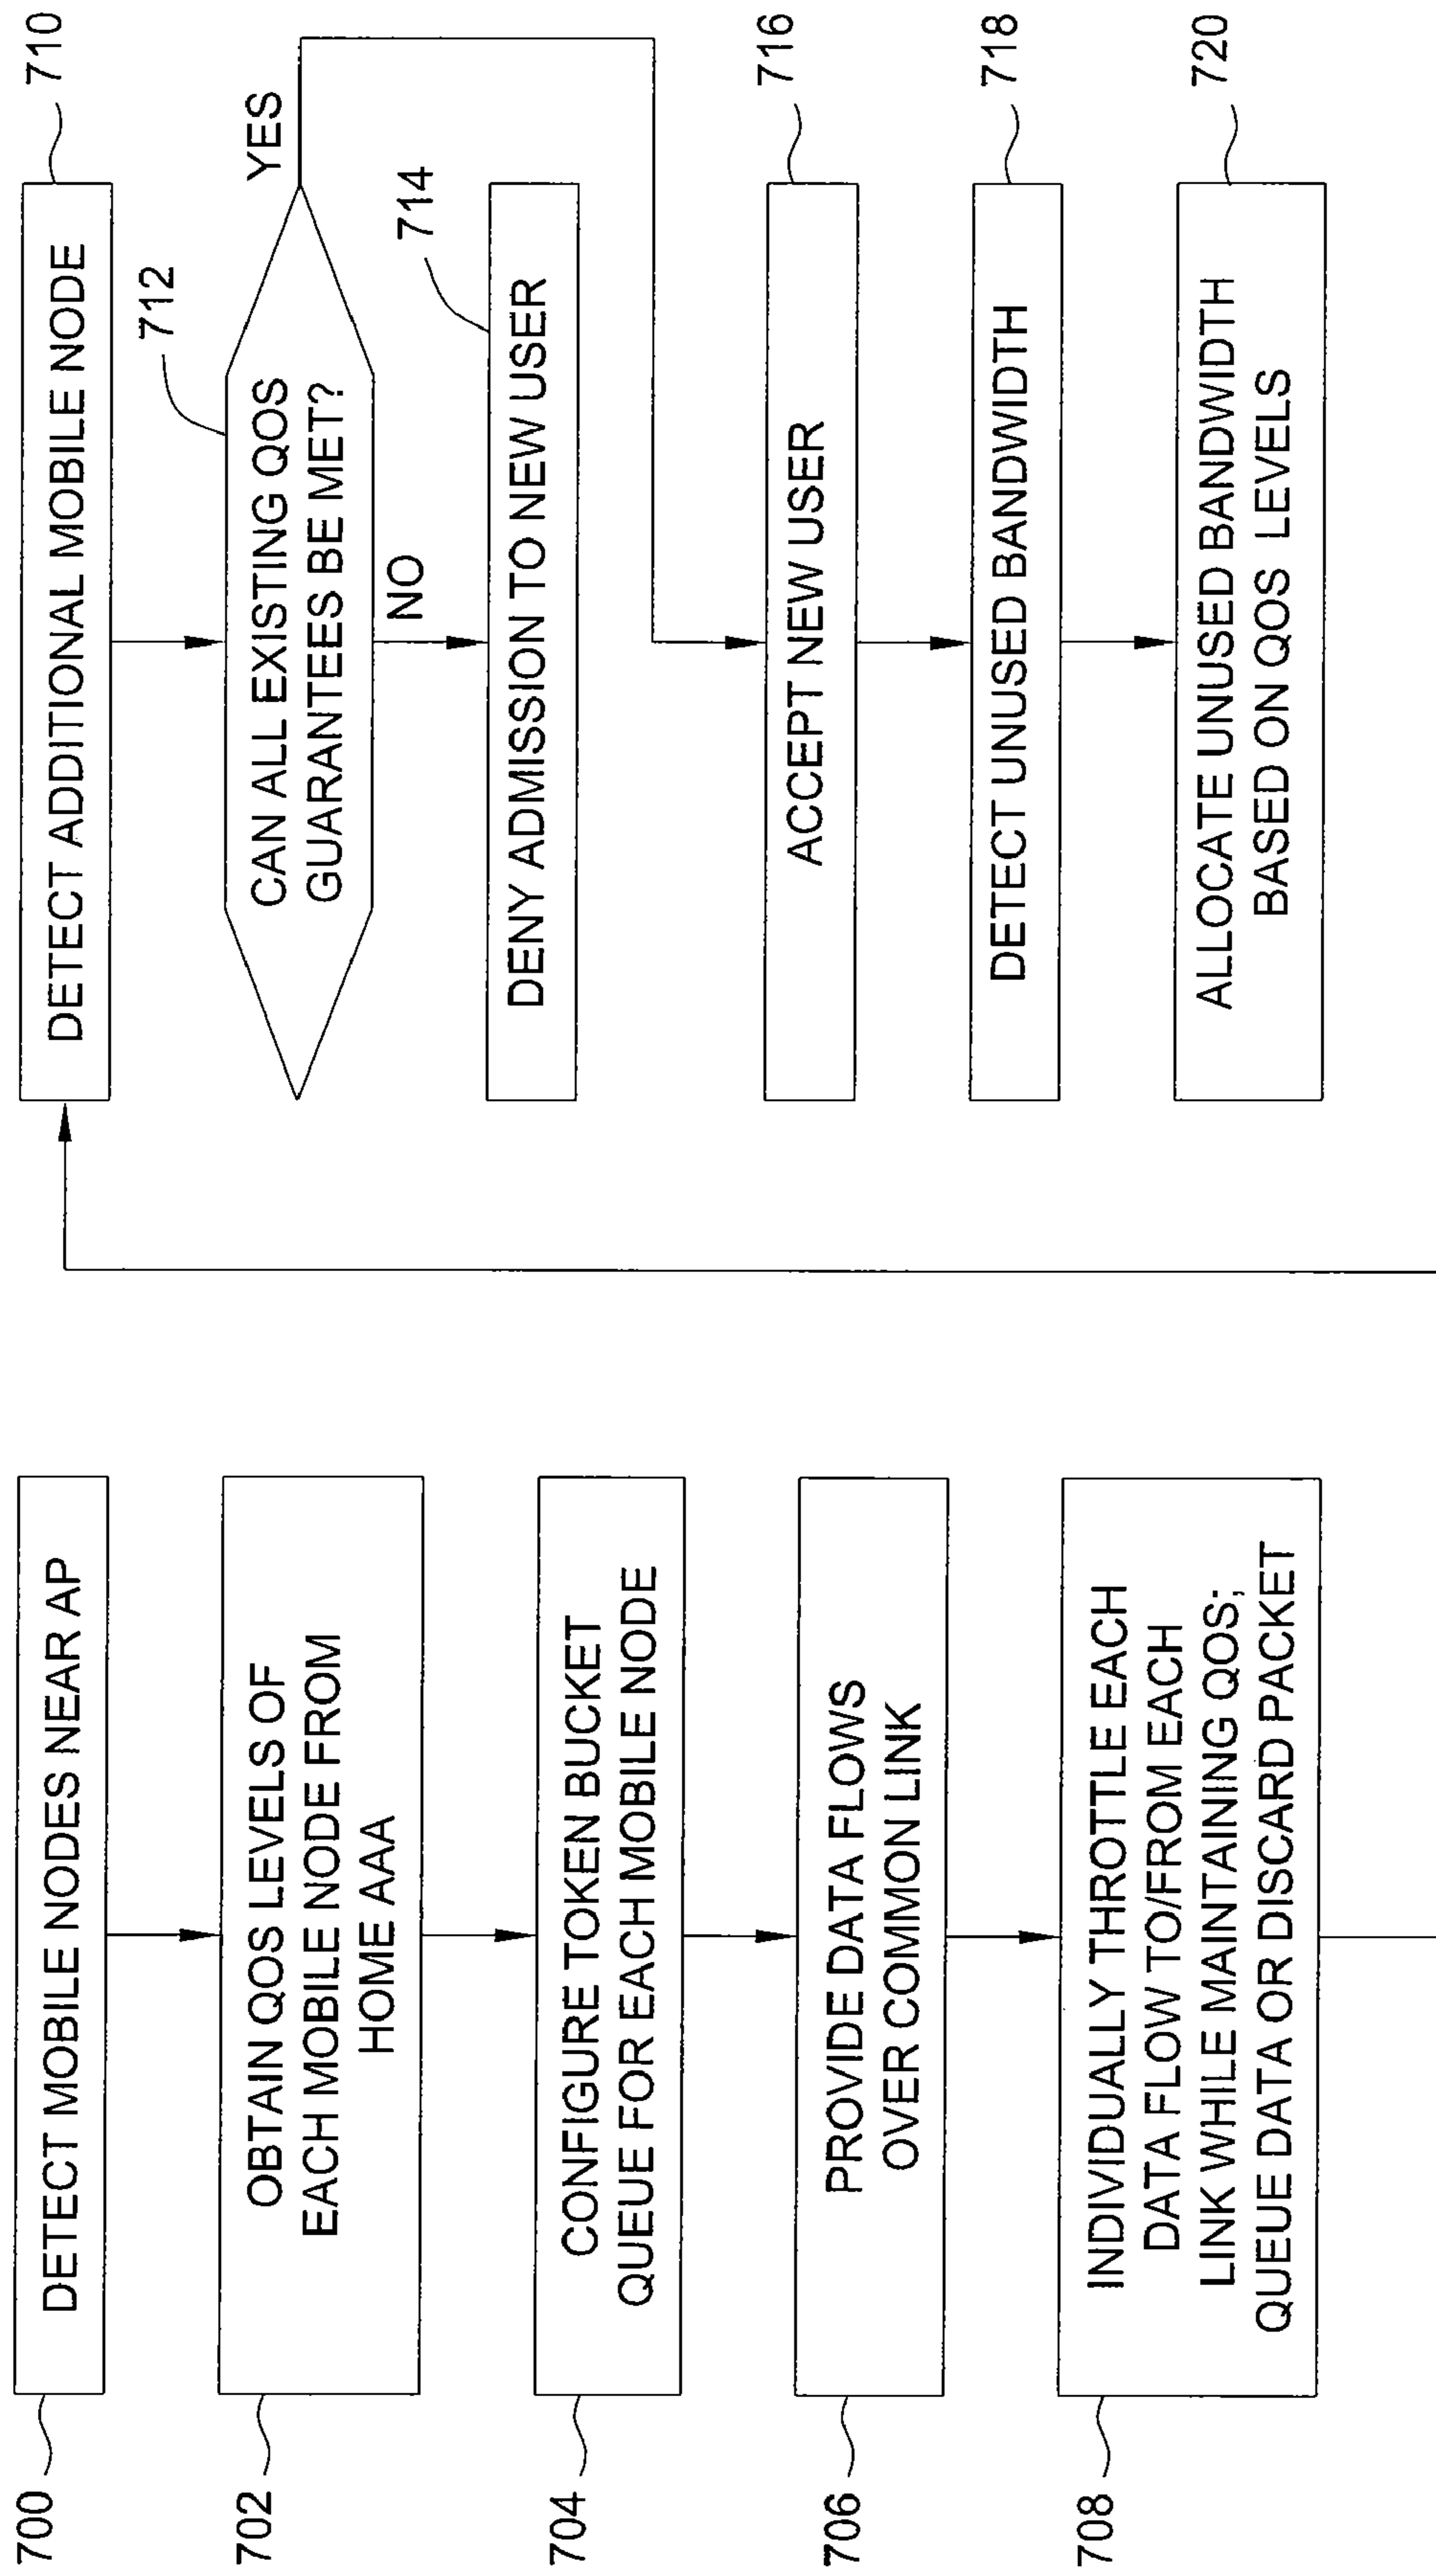 700
DETECT MOBILE NODES NEAR AP
702
OBTAIN QOS LEVELS OF
EACH MOBILE NODE FROM
HOME AAA
704
CONFIGURE TOKEN BUCKET
QUEUE FOR EACH MOBILE NODE
706
PROVIDE DATA FLOWS
OVER COMMON LINK
708
INDIVIDUALLY THROTTLE EACH
DATA FLOW TO/FROM EACH
LINK WHILE MAINTAINING QOS;
QUEUE DATA OR DISCARD PACKET
710
DETECT ADDITIONAL MOBILE NODE
712
CAN ALL EXISTING QOS
GUARANTEES BE MET?
YES
NO
714
DENY ADMISSION TO NEW USER
716
ACCEPT NEW USER
718
DETECT UNUSED BANDWIDTH
720
ALLOCATE UNUSED BANDWIDTH
BASED ON QOS LEVELS